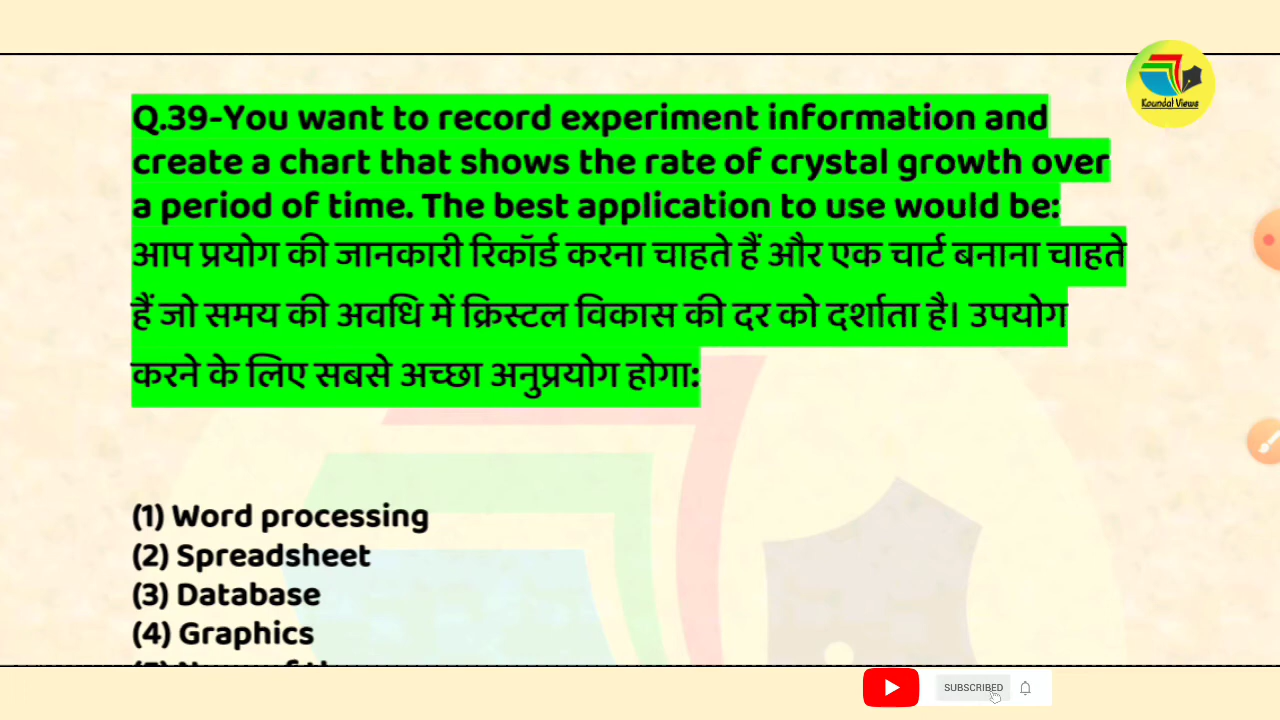 Koundal Views
Q.39-You want to record experiment information and
create a chart that shows the rate of crystal growth over
a period of time. The best application to use would be:
आप प्रयोग की जानकारी रिकॉर्ड करना चाहते हैं और एक चार्ट बनाना चाहते
हैं जो समय की अवधि में क्रिस्टल विकास की दर को दर्शाता है। उपयोग
करने के लिए सबसे अच्छा अनुप्रयोग होगा:
(1) Word processing
(2) Spreadsheet
(3) Database
(4) Graphics
SUBSCRIBED